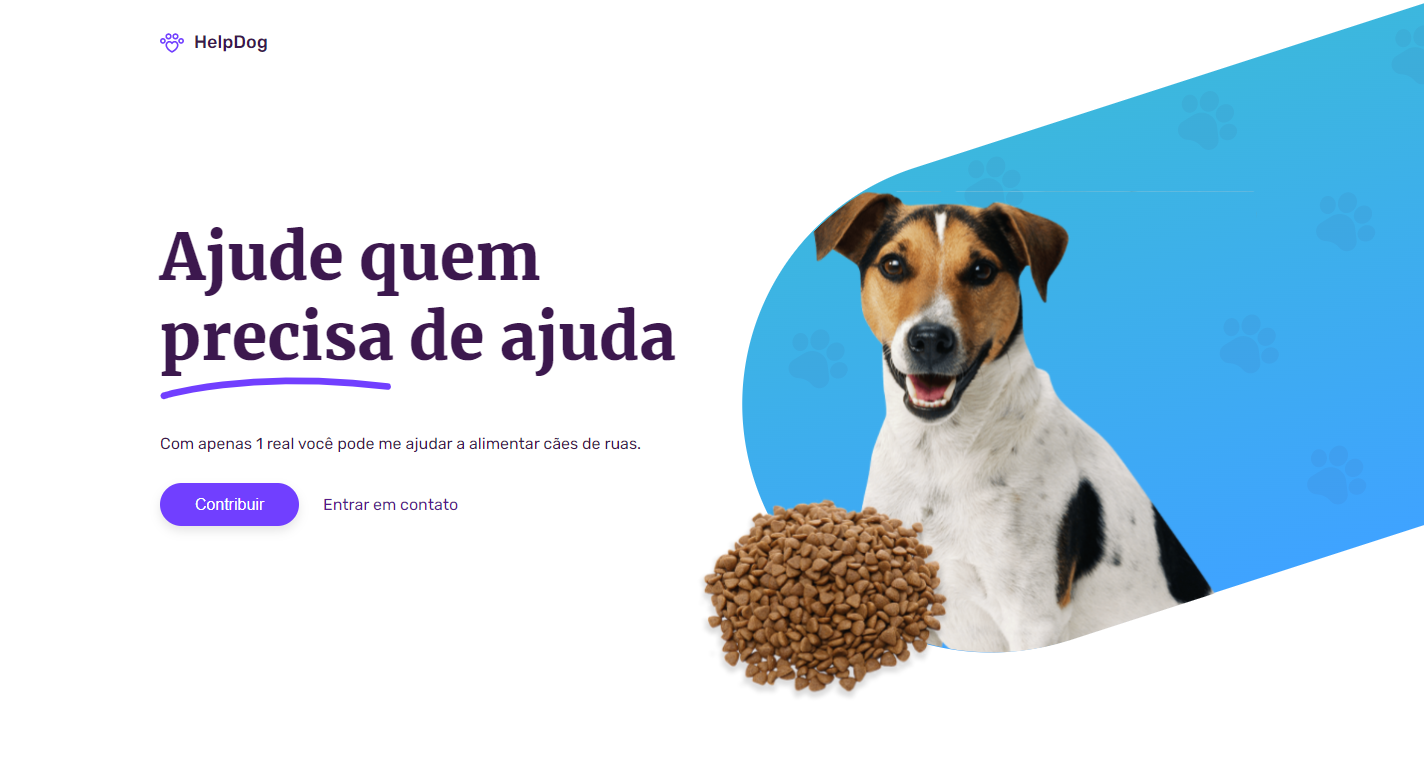 HelpDog
Ajude quem
precisa de ajuda
Com apenas 1 real você pode me ajudar a alimentar cães de ruas.
Contribuir
Entrar em contato